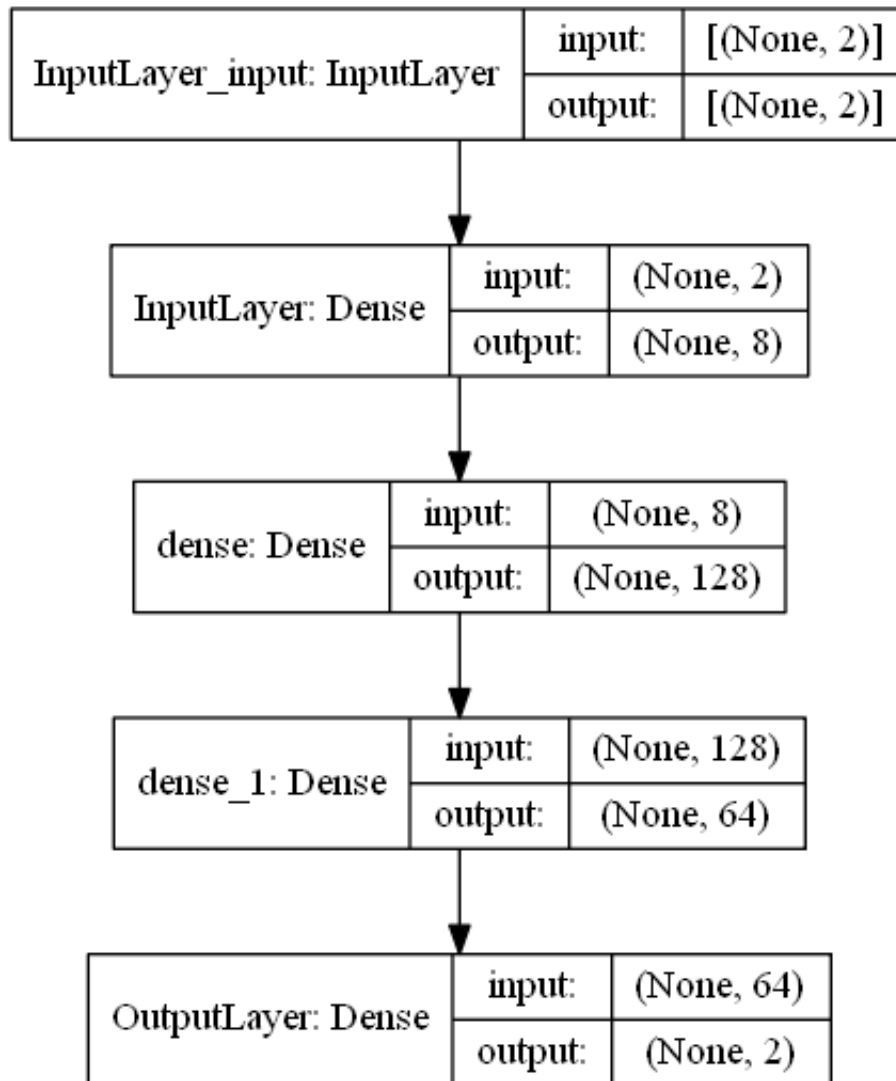 InputLayer_input: InputLayer
input: [(None, 2)]
output: [(None, 2)]
InputLayer: Dense
input: (None, 2)
output: (None, 8)
dense: Dense
input: (None, 8)
output: (None, 128)
dense_1: Dense
input: (None, 128)
output: (None, 64)
OutputLayer: Dense
input: (None, 64)
output: (None, 2)